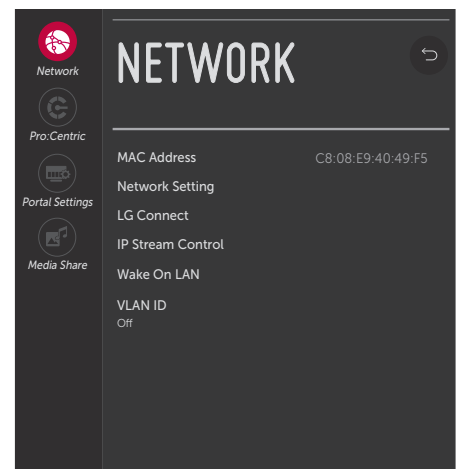 Network
Pro:Centric
Portal Settings
Media Share
NETWORK
MAC Address C8:08:E9:40:49:F5
Network Setting
LG Connect
IP Stream Control
Wake On LAN
VLAN ID
Off